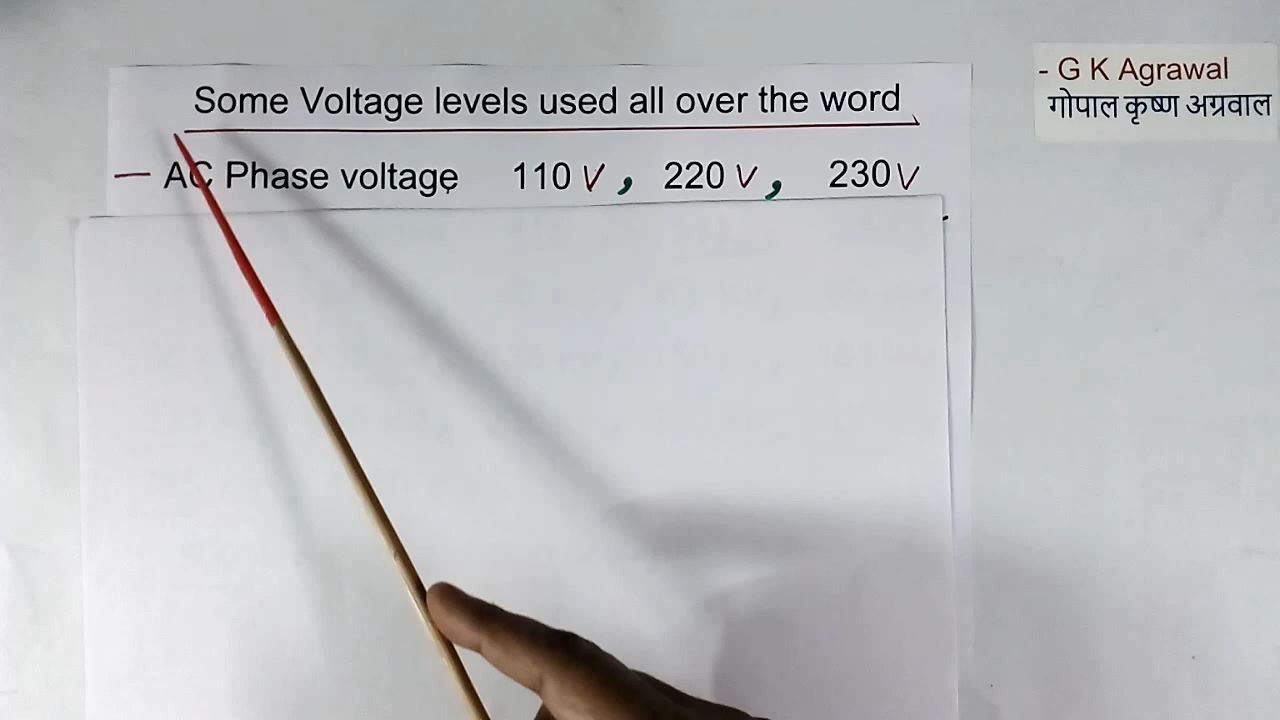 Some Voltage levels used all over the word
— AC Phase voltage 110 V , 220 V , 230 V
- G K Agrawal
गोपाल कृष्ण अग्रवाल